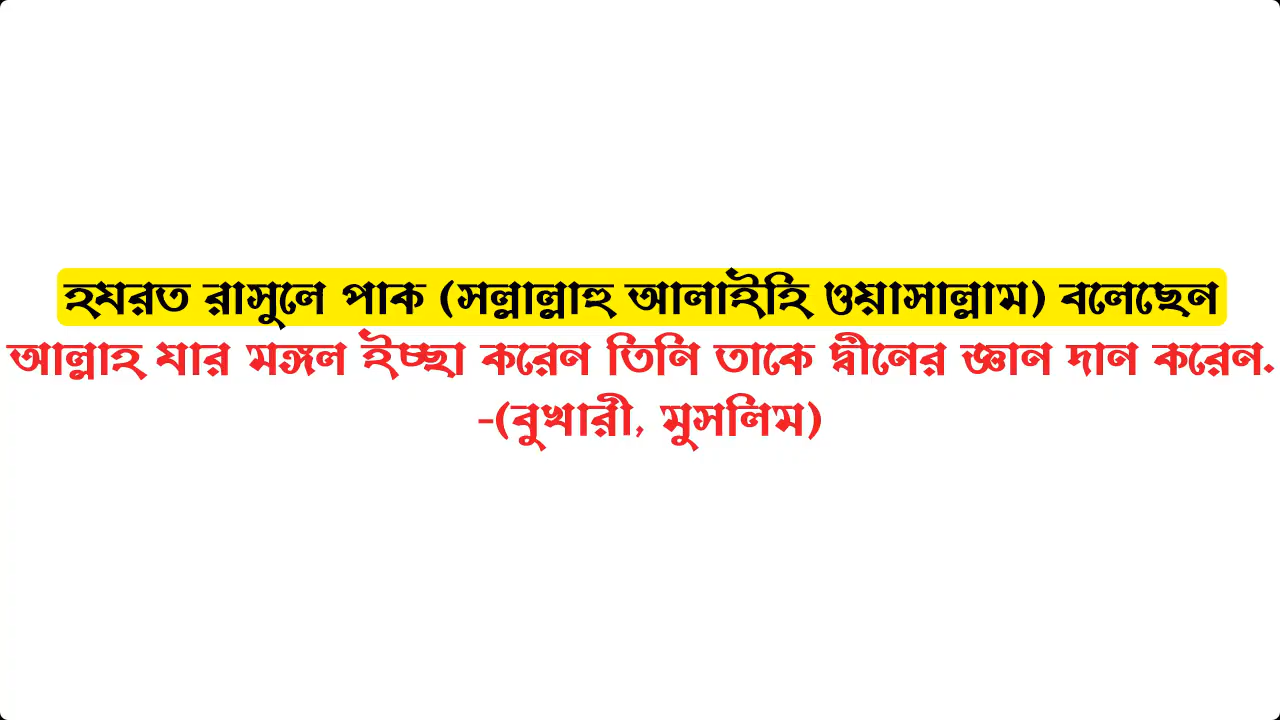 হযরত রাসুলে পাক (সল্লাল্লাহু আলাইহি ওয়াসাল্লাম) বলেছেন
আল্লাহ যার মঙ্গল ইচ্ছা করেন তিনি তাকে দ্বীনের জ্ঞান দান করেন.
-(বুখারী, মুসলিম)